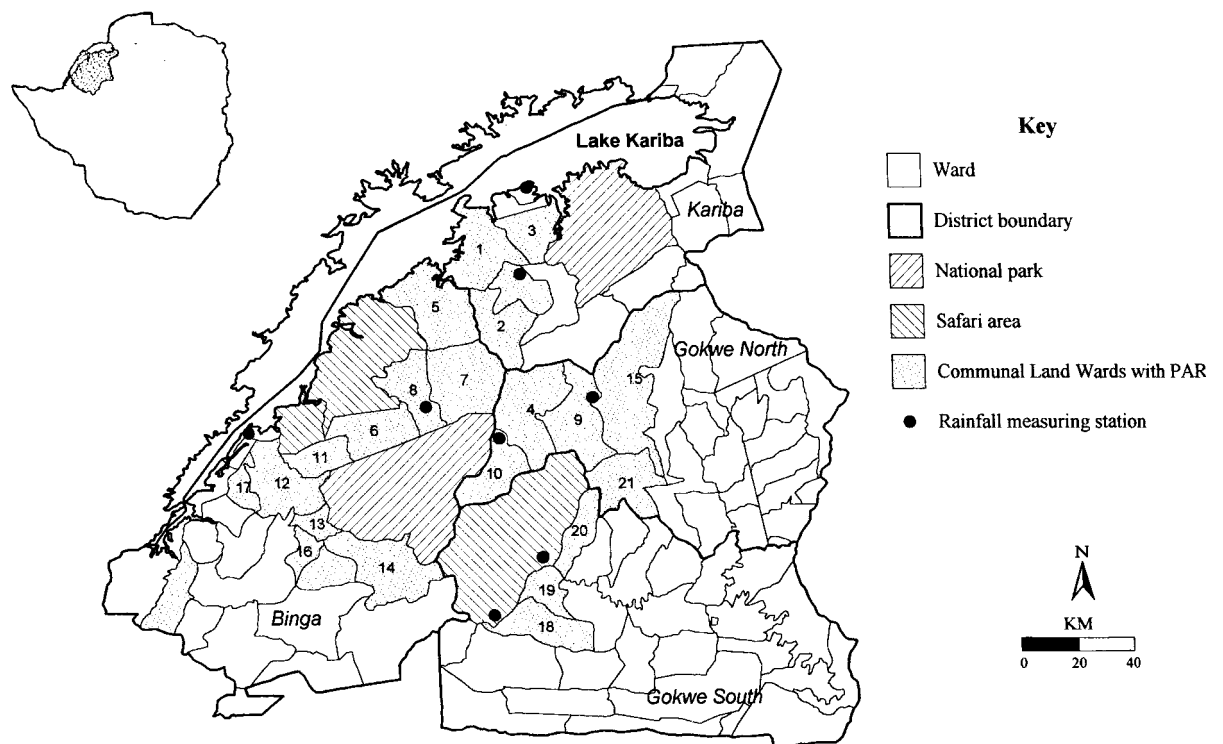 Lake Kariba
Kariba
3
1
5
2
Gokwe North
15
7
8
4
9
6
11
10
17
12
21
13
20
16
14
19
Binga
18
Gokwe South
Key
Ward
District boundary
National park
Safari area
Communal Land Wards with PAR
Rainfall measuring station
N
KM
0 20 40